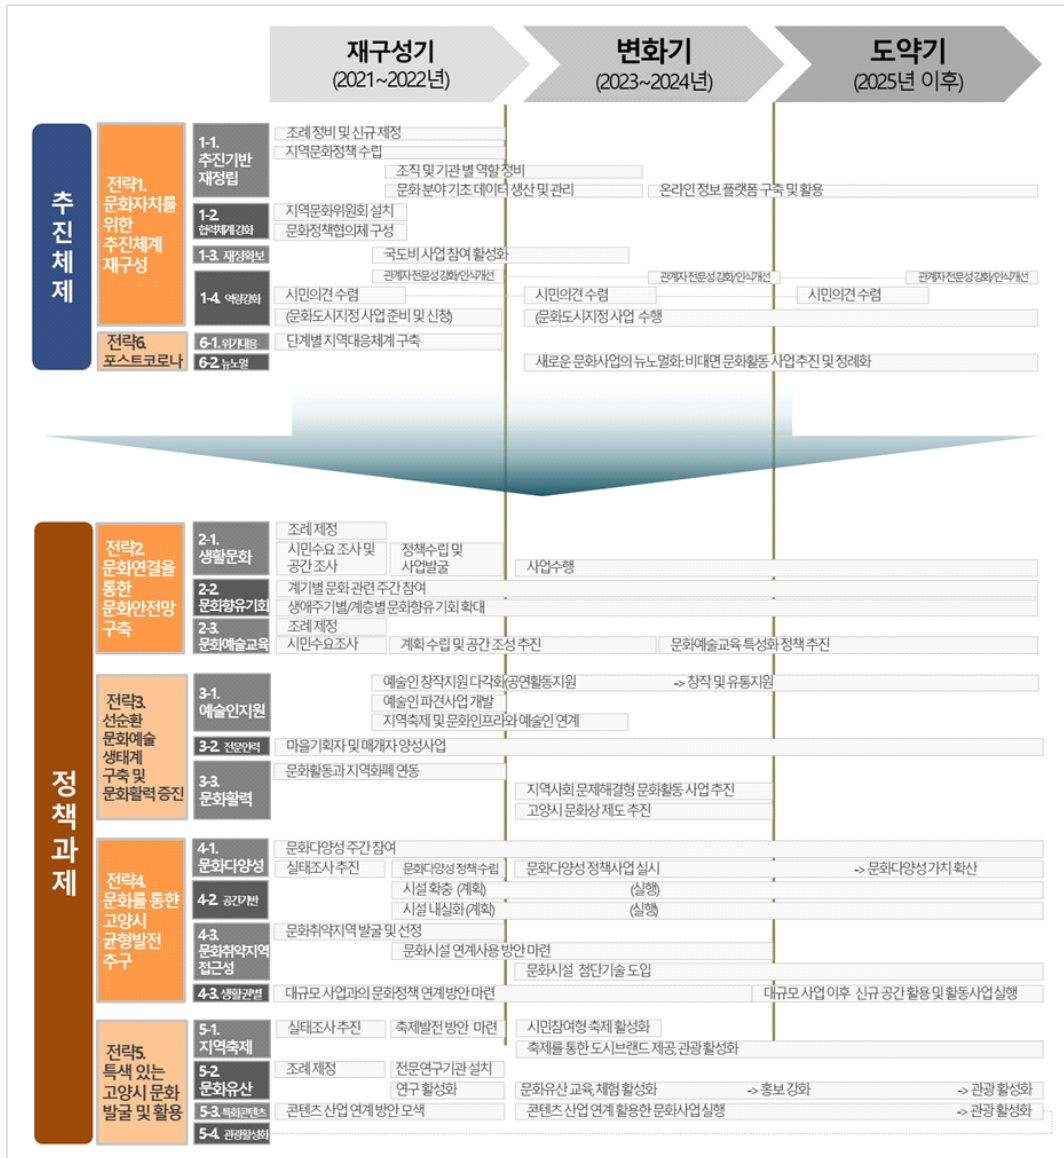 재구성기
(2021~2022년)
변화기
(2023~2024년)
도약기
(2025년 이후)
추진체제
전략1.
문화자치를
위한
추진체계
재구성
1-1.
추진기반
재정립
조례 정비 및 신규 제정
지역문화정책 수립
조직 및 기관 별 역할 정비
문화 분야 기초 데이터 생산 및 관리
온라인 정보 플랫폼 구축 및 활용
1-2.
협력체계 강화
지역문화위원회 설치
문화정책협의체 구성
1-3. 재정확보
국도비 사업 참여 활성화
1-4. 역량강화
관계자 전문성 강화/인식개선
관계자 전문성 강화/인식개선
관계자 전문성 강화/인식개선
시민의견 수렴
시민의견 수렴
시민의견 수렴
(문화도시지정 사업 준비 및 신청)
(문화도시지정 사업 수행
전략6.
포스트코로나
6-1. 위기대응
단계별 지역대응체계 구축
6-2. 뉴노멀
새로운 문화사업의 뉴노멀화: 비대면 문화활동 사업 추진 및 정례화
정책과제
전략2.
문화연결을
통한
문화안전망
구축
2-1.
생활문화
조례 제정
시민수요 조사 및
공간 조사
정책수립 및
사업발굴
사업수행
2-2.
문화향유기회
계기별 문화 관련 주간 참여
생애주기별/계층별 문화향유 기회 확대
2-3.
문화예술교육
조례 제정
시민수요조사
계획 수립 및 공간 조성 추진
문화예술교육 특성화 정책 추진
전략3.
선순환
문화예술
생태계
구축 및
문화활력 증진
3-1.
예술인지원
예술인 창작지원 다각화(공연활동지원
-> 창작 및 유통지원
예술인 파견사업 개발
지역축제 및 문화인프라와 예술인 연계
3-2. 전문인력
마을기획자 및 매개자 양성사업
3-3.
문화활력
문화활동과 지역화폐 연동
지역사회 문제해결형 문화활동 사업 추진
고양시 문화상 제도 추진
전략4.
문화를 통한
고양시
균형발전
추구
4-1.
문화다양성
문화다양성 주간 참여
실태조사 추진
문화다양성 정책 수립
문화다양성 정책사업 실시
-> 문화다양성 가치 확산
4-2. 공간기반
시설 확충 (계획)
(실행)
시설 내실화 (계획)
(실행)
4-3.
문화취약지역
접근성
문화취약지역 발굴 및 선정
문화시설 연계사용 방안 마련
문화시설 첨단기술 도입
4-3. 생활권별
대규모 사업과의 문화정책 연계 방안 마련
대규모 사업 이후 신규 공간 활용 및 활동사업 실행
전략5.
특색 있는
고양시 문화
발굴 및 활용
5-1.
지역축제
실태조사 추진
축제발전 방안 마련
시민참여형 축제 활성화
축제를 통한 도시브랜드 제공, 관광 활성화
5-2.
문화유산
조례 제정
전문연구기관 설치
연구 활성화
문화유산 교육, 체험 활성화
-> 홍보 강화
-> 관광 활성화
5-3. 특화콘텐츠
콘텐츠 산업 연계 방안 모색
콘텐츠 산업 연계 활용한 문화사업 실행
-> 관광 활성화
5-4. 관광활성화